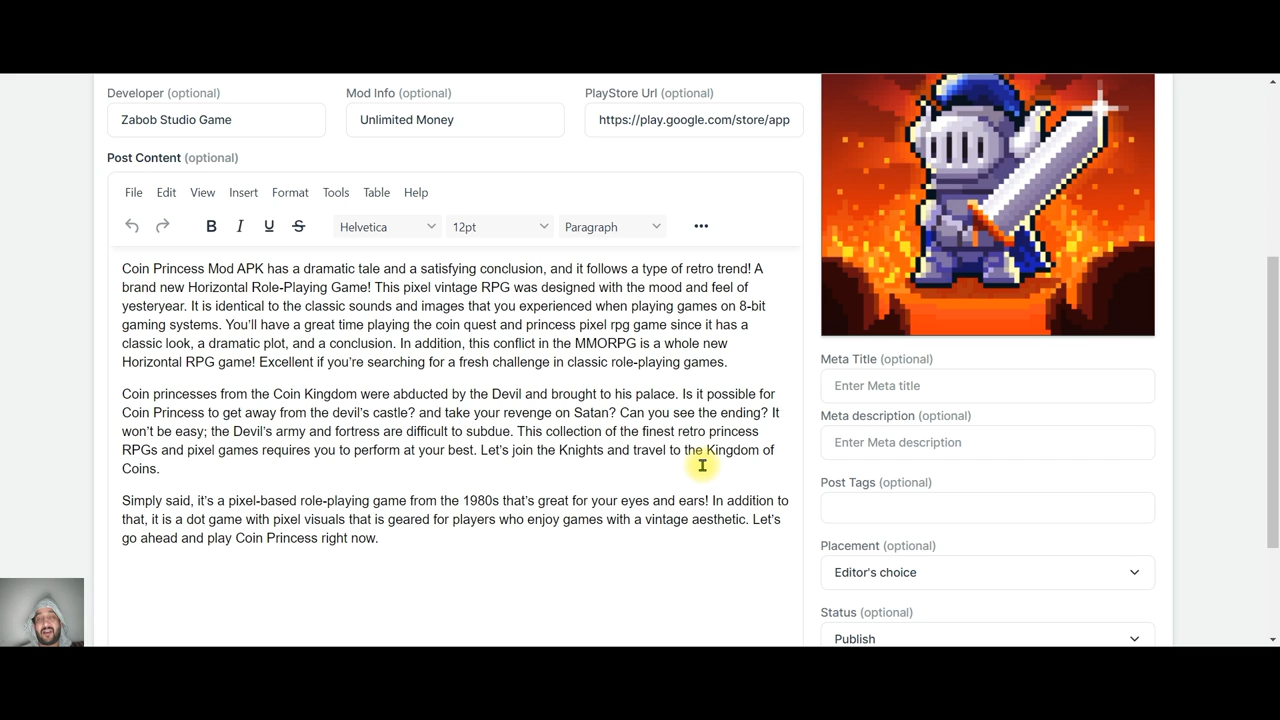 Developer (optional)
Mod Info (optional)
PlayStore Url (optional)
Zabob Studio Game
Unlimited Money
https://play.google.com/store/app
Post Content (optional)
File Edit View Insert Format Tools Table Help
B I U S Helvetica 12pt Paragraph
Coin Princess Mod APK has a dramatic tale and a satisfying conclusion, and it follows a type of retro trend! A
brand new Horizontal Role-Playing Game! This pixel vintage RPG was designed with the mood and feel of
yesteryear. It is identical to the classic sounds and images that you experienced when playing games on 8-bit
gaming systems. You’ll have a great time playing the coin quest and princess pixel rpg game since it has a
classic look, a dramatic plot, and a conclusion. In addition, this conflict in the MMORPG is a whole new
Horizontal RPG game! Excellent if you’re searching for a fresh challenge in classic role-playing games.
Coin princesses from the Coin Kingdom were abducted by the Devil and brought to his palace. Is it possible for
Coin Princess to get away from the devil’s castle? and take your revenge on Satan? Can you see the ending? It
won’t be easy; the Devil’s army and fortress are difficult to subdue. This collection of the finest retro princess
RPGs and pixel games requires you to perform at your best. Let’s join the Knights and travel to the Kingdom of
Coins.
Simply said, it’s a pixel-based role-playing game from the 1980s that’s great for your eyes and ears! In addition to
that, it is a dot game with pixel visuals that is geared for players who enjoy games with a vintage aesthetic. Let’s
go ahead and play Coin Princess right now.
Meta Title (optional)
Enter Meta title
Meta description (optional)
Enter Meta description
Post Tags (optional)
Placement (optional)
Editor's choice
Status (optional)
Publish